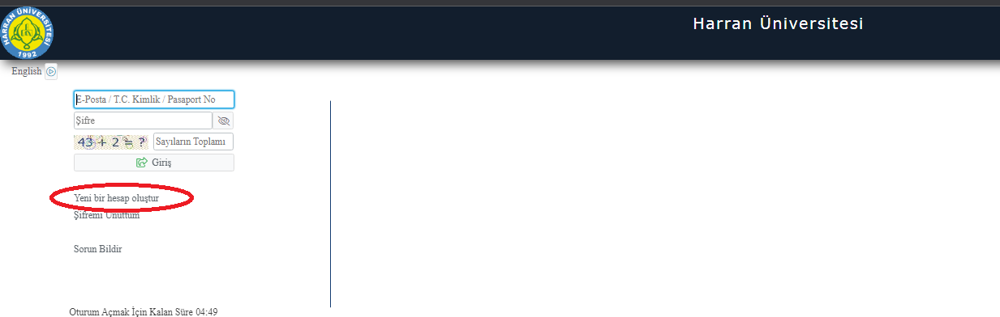 HARRAN ÜNİVERSİTESİ
1992
Harran Üniversitesi
English
E-Posta / T.C. Kimlik / Pasaport No
Şifre
43 + 2 = ? Sayıların Toplamı
Giriş
Yeni bir hesap oluştur
Şifremi Unuttum
Sorun Bildir
Oturum Açmak İçin Kalan Süre 04:49